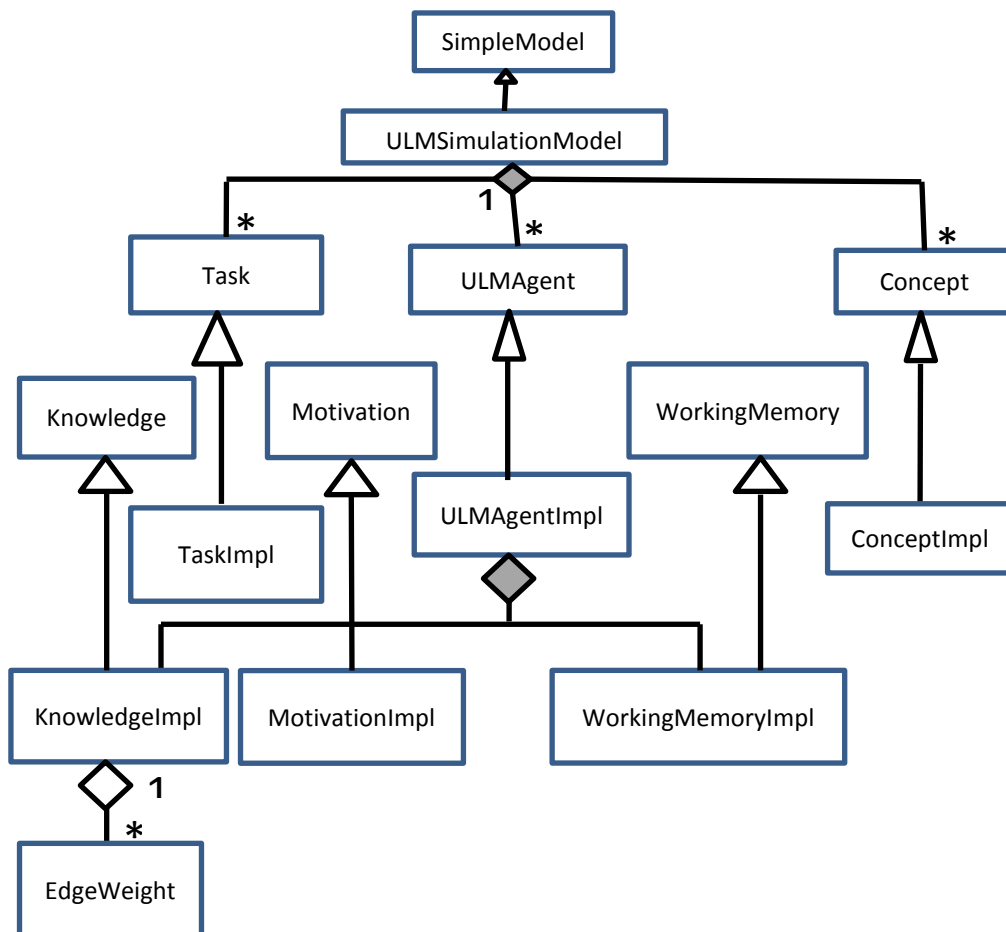 SimpleModel
ULMSimulationModel
1
*
*
*
Task
ULMAgent
Concept
Knowledge
Motivation
WorkingMemory
TaskImpl
ULMAgentImpl
ConceptImpl
KnowledgeImpl
MotivationImpl
WorkingMemoryImpl
1
*
EdgeWeight